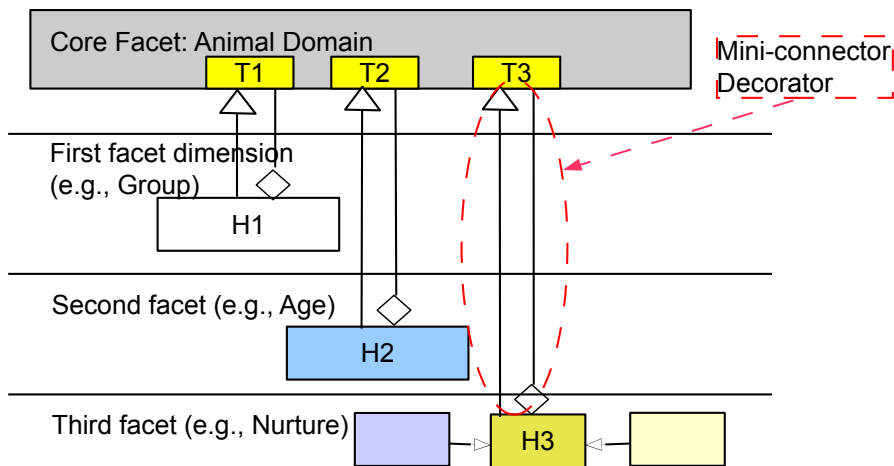 Core Facet: Animal Domain
T1 T2 T3
Mini-connector
Decorator
First facet dimension
(e.g., Group)
H1
Second facet (e.g., Age)
H2
Third facet (e.g., Nurture)
H3